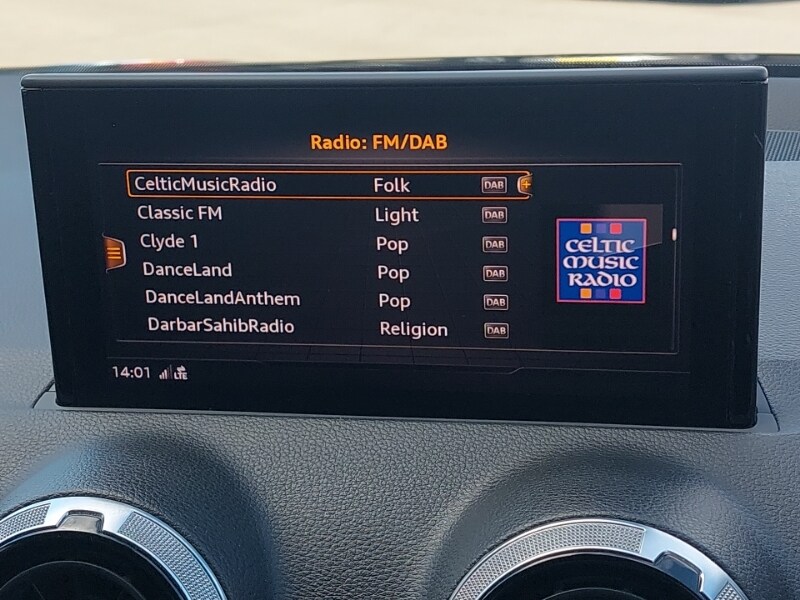 Radio: FM/DAB
CelticMusicRadio Folk DAB
Classic FM Light DAB
Clyde 1 Pop DAB
DanceLand Pop DAB
DanceLandAnthem Pop DAB
DarbarSahibRadio Religion DAB
CELTIC
MUSIC
RADIO
14:01 LTE